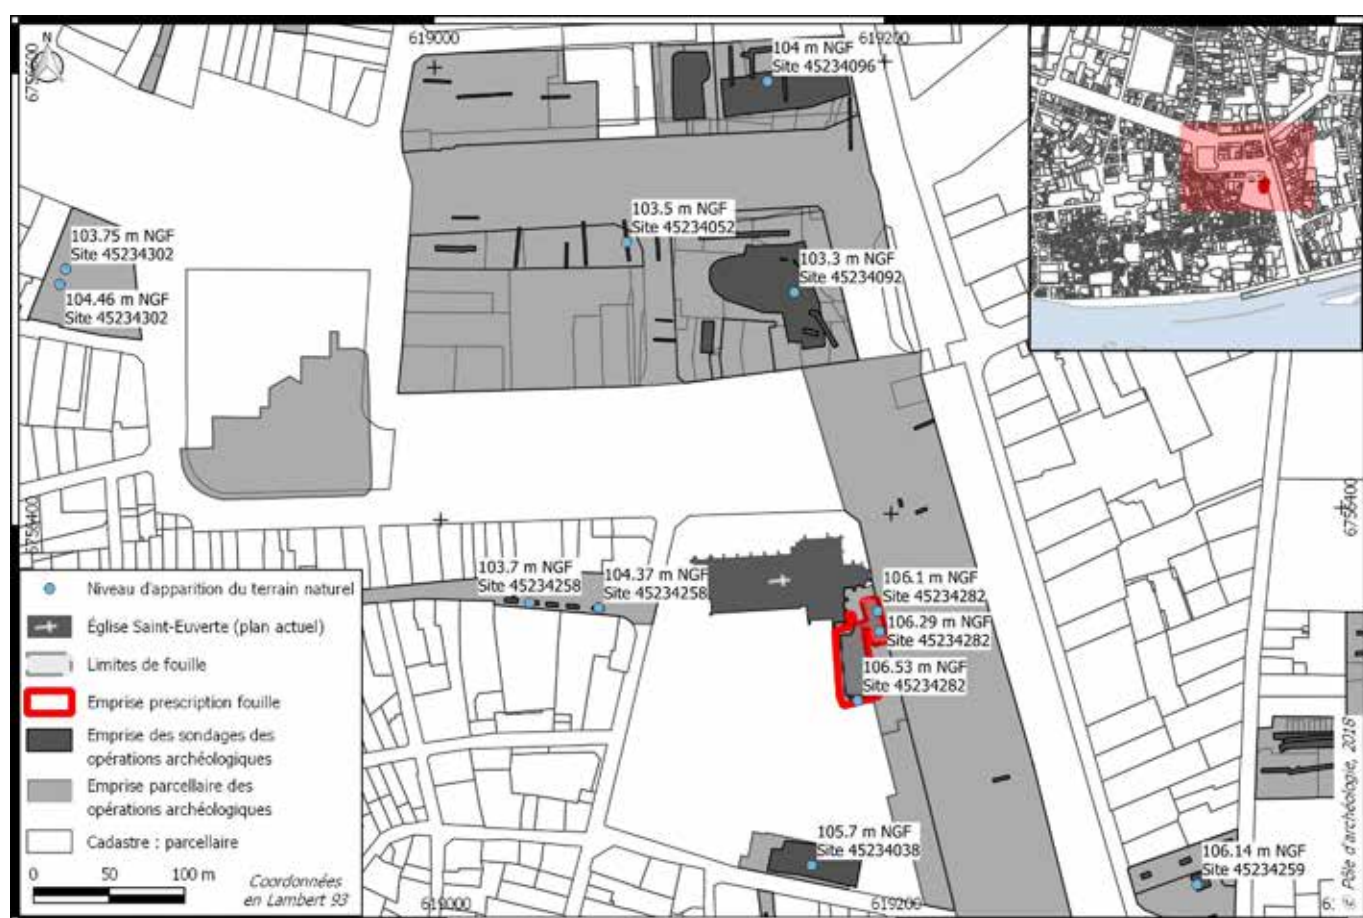 N
619000
619200
6756600
104 m NGF
Site 45234096
103.5 m NGF
Site 45234052
103.75 m NGF
Site 45234302
104.46 m NGF
Site 45234302
103.3 m NGF
Site 45234092
6756400
6756400
103.7 m NGF
Site 45234258
104.37 m NGF
Site 45234258
106.1 m NGF
Site 45234282
106.29 m NGF
Site 45234282
106.53 m NGF
Site 45234282
105.7 m NGF
Site 45234038
106.14 m NGF
Site 45234259
Niveau d'apparition du terrain naturel
Église Saint-Euverte (plan actuel)
Limites de fouille
Emprise prescription fouille
Emprise des sondages des
opérations archéologiques
Emprise parcellaire des
opérations archéologiques
Cadastre : parcellaire
0 50 100 m
Coordonnées
en Lambert 93
619000
619200
© Pôle d'archéologie, 2018